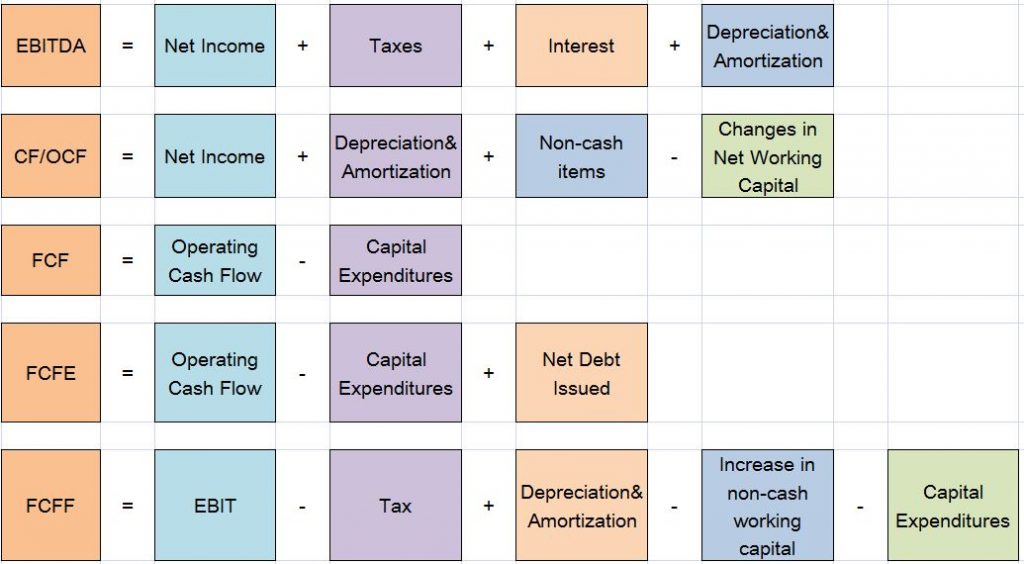 EBITDA = Net Income + Taxes + Interest + Depreciation&
Amortization
CF/OCF = Net Income + Depreciation&
Amortization + Non-cash
items - Changes in
Net Working
Capital
FCF = Operating
Cash Flow - Capital
Expenditures
FCFE = Operating
Cash Flow - Capital
Expenditures + Net Debt
Issued
FCFF = EBIT - Tax + Depreciation&
Amortization - Increase in
non-cash
working
capital - Capital
Expenditures